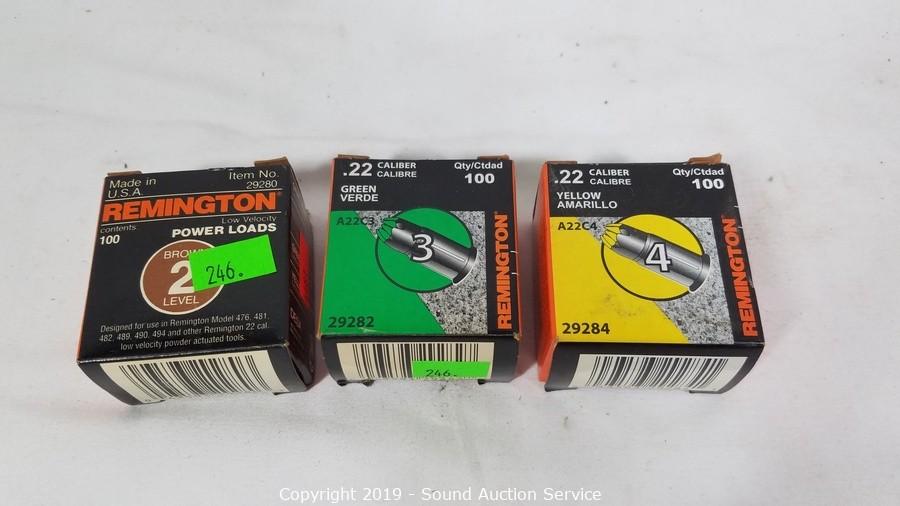 Made in
U.S.A.
Item No.
29280
REMINGTON
Low Velocity
contents
100
POWER LOADS
2
LEVEL
246.
Designed for use in Remington Model 476, 481,
482, 489, 490, 494 and other Remington 22 cal.
low velocity powder actuated tools.
.22 CALIBER
CALIBRE
Qty/Ctdad
100
GREEN
VERDE
A22C3
3
REMINGTON
29282
246.
.22 CALIBER
CALIBRE
Qty/Ctdad
100
YELLOW
AMARILLO
A22C4
4
REMINGTON
29284
Copyright 2019 - Sound Auction Service